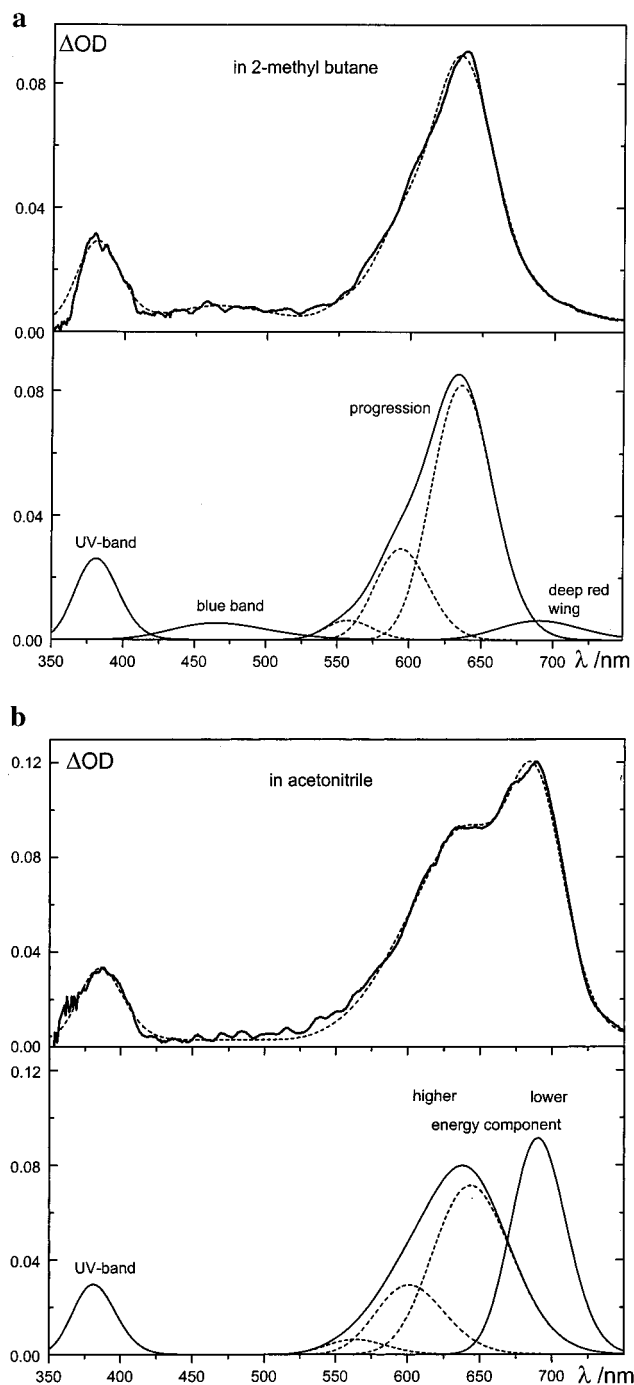 a
ΔOD
in 2-methyl butane
0.08
0.04
0.00
0.08
progression
0.04
UV-band
blue band
deep red
wing
0.00
350 400 450 500 550 600 650 700 λ /nm
b
0.12
ΔOD
in acetonitrile
0.08
0.04
0.00
0.12
higher lower
energy component
0.08
0.04
UV-band
0.00
350 400 450 500 550 600 650 700 λ /nm